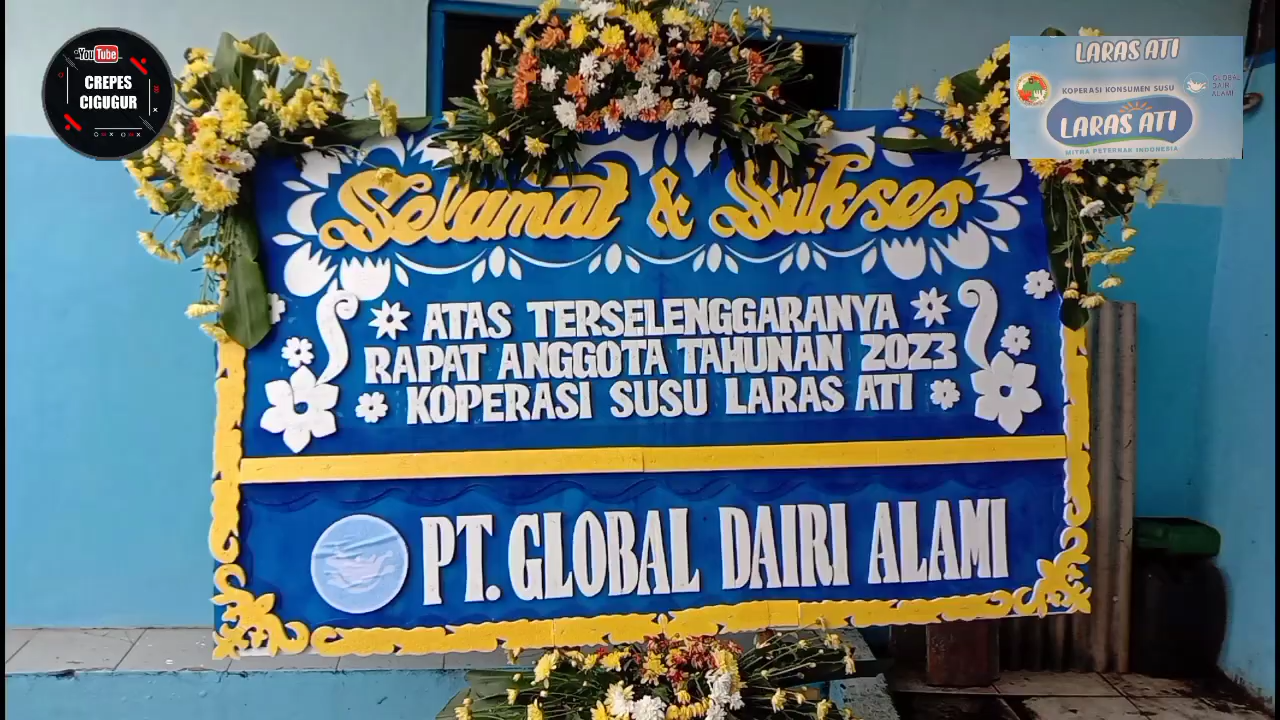 YouTube
CREPES
CIGUGUR
LARAS ATI
KOPERASI KONSUMEN SUSU
LARAS ATI
MITRA PETERNAK INDONESIA
GLOBAL
DAIRI
ALAMI
Selamat & Sukses
ATAS TERSELENGGARANYA
RAPAT ANGGOTA TAHUNAN 2023
KOPERASI SUSU LARAS ATI
PT. GLOBAL DAIRI ALAMI